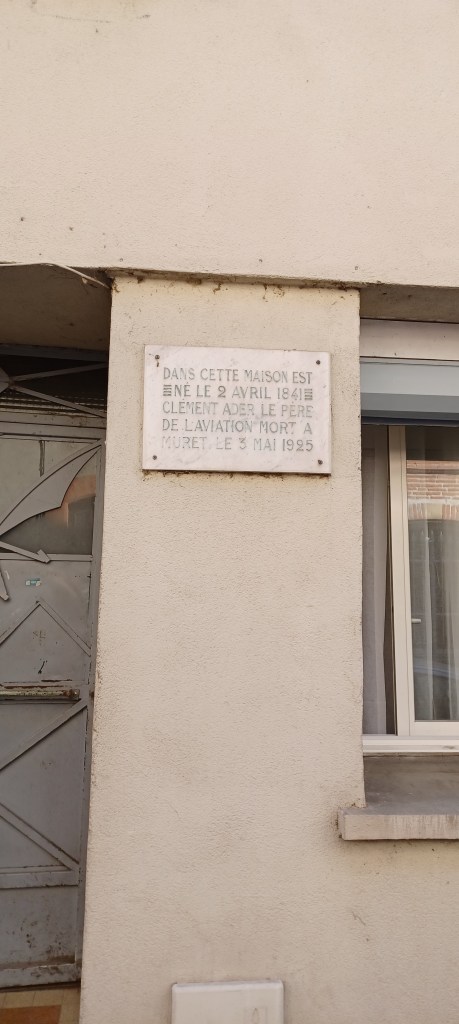 DANS CETTE MAISON EST
NÉ LE 2 AVRIL 1841
CLÉMENT ADER, LE PÈRE
DE L'AVIATION MORT A
MURET, LE 3 MAI 1925